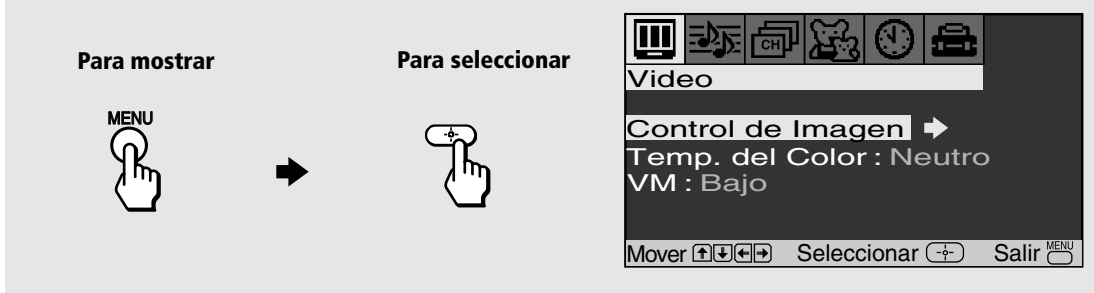 Para mostrar
MENU
Para seleccionar
CH
Video
Control de Imagen
Temp. del Color : Neutro
VM : Bajo
Mover Seleccionar Salir MENU